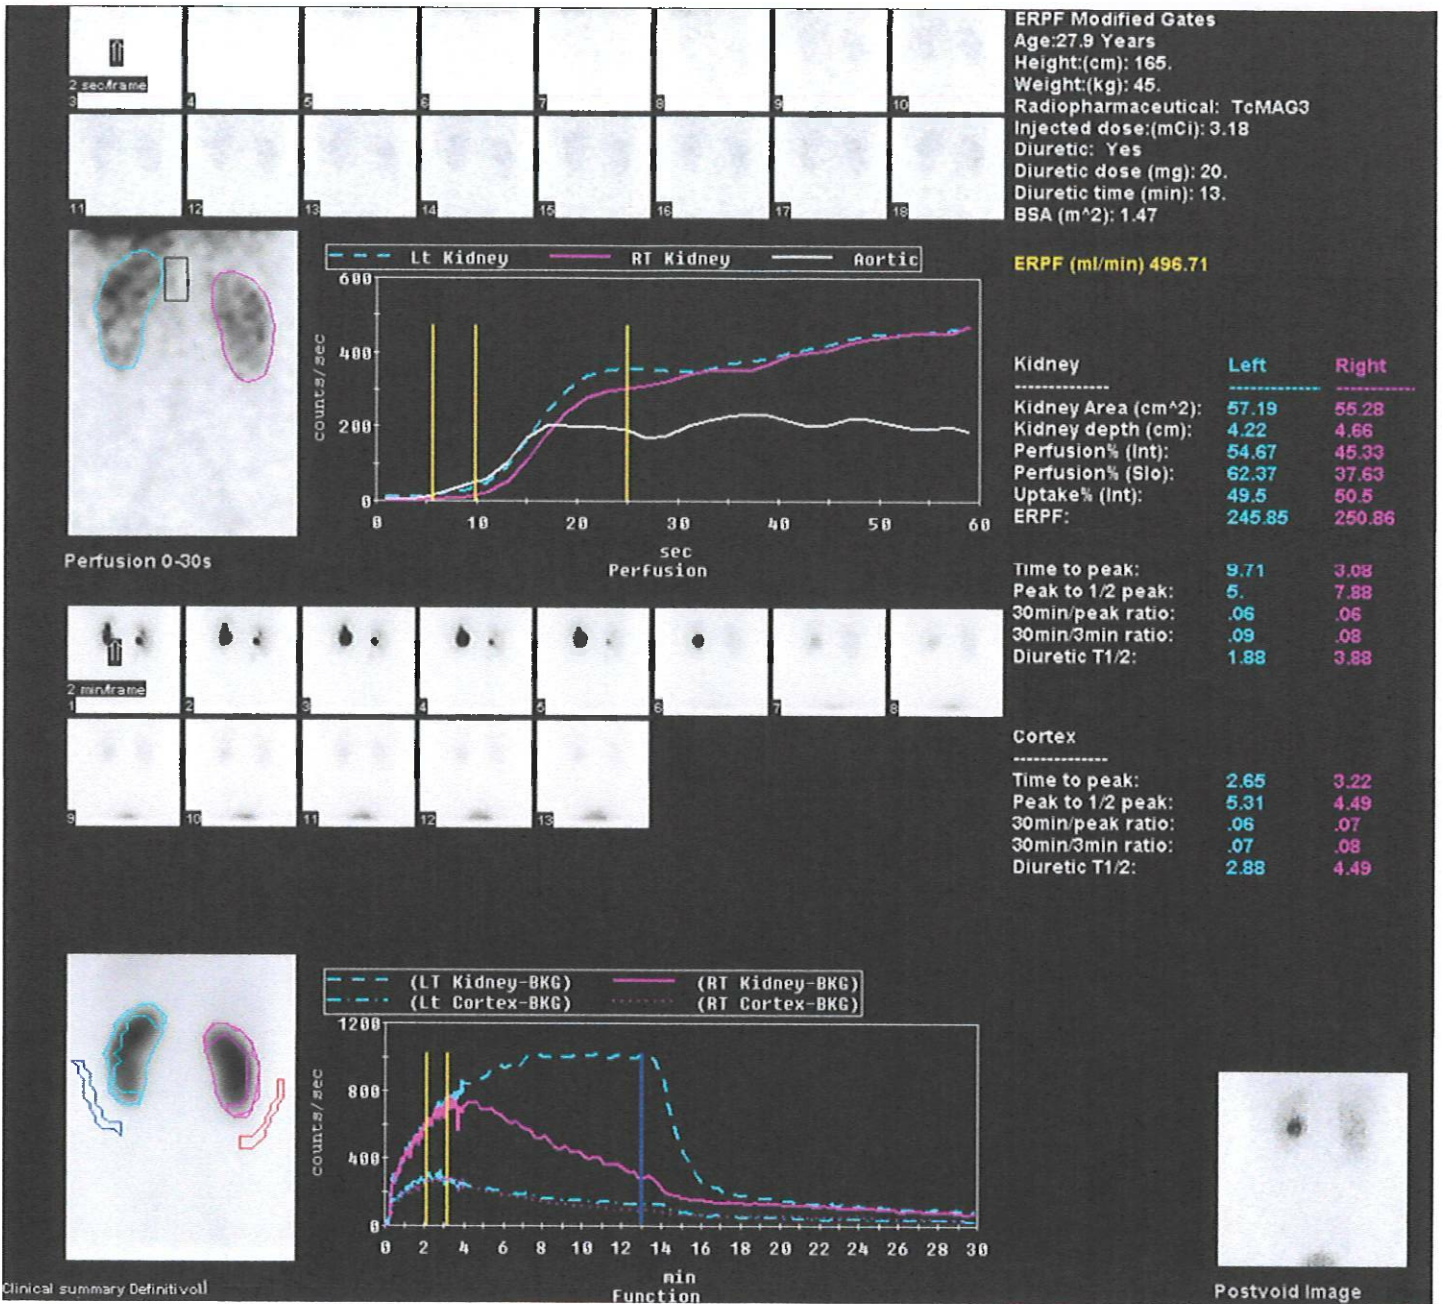 2 sec/frame
3
4
5
6
7
8
9
10
11
12
13
14
15
16
17
18
ERPF Modified Gates
Age:27.9 Years
Height:(cm): 165.
Weight:(kg): 45.
Radiopharmaceutical: TcMAG3
Injected dose:(mCi): 3.18
Diuretic: Yes
Diuretic dose (mg): 20.
Diuretic time (min): 13.
BSA (m^2): 1.47
ERPF (ml/min) 496.71
Lt Kidney RT Kidney Aortic
600
400
200
0
counts/sec
0 10 20 30 40 50 60
sec
Perfusion
Perfusion 0-30s
Kidney Left Right
Kidney Area (cm^2): 57.19 55.28
Kidney depth (cm): 4.22 4.66
Perfusion% (Int): 54.67 45.33
Perfusion% (Slo): 62.37 37.63
Uptake% (Int): 49.5 50.5
ERPF: 245.85 250.86
Time to peak: 9.71 3.08
Peak to 1/2 peak: 5. 7.88
30min/peak ratio: .06 .06
30min/3min ratio: .09 .08
Diuretic T1/2: 1.88 3.88
2 min/frame
1
2
3
4
5
6
7
8
9
10
11
12
13
Cortex
Time to peak: 2.65 3.22
Peak to 1/2 peak: 5.31 4.49
30min/peak ratio: .06 .07
30min/3min ratio: .07 .08
Diuretic T1/2: 2.88 4.49
(LT Kidney-BKG) (RT Kidney-BKG)
(Lt Cortex-BKG) (RT Cortex-BKG)
1200
800
400
0
counts/sec
0 2 4 6 8 10 12 14 16 18 20 22 24 26 28 30
min
Function
Clinical summary Definitivo
Postvoid Image